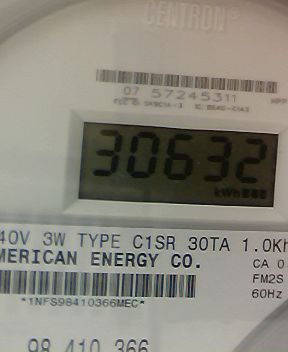 CENTRON®
07 57245311
30632
kWh
40V 3W TYPE C1SR 30TA 1.0Kh
MERICAN ENERGY CO.
CA 0
FM2S
*1NFS98410366MEC*
60Hz
98 410 366